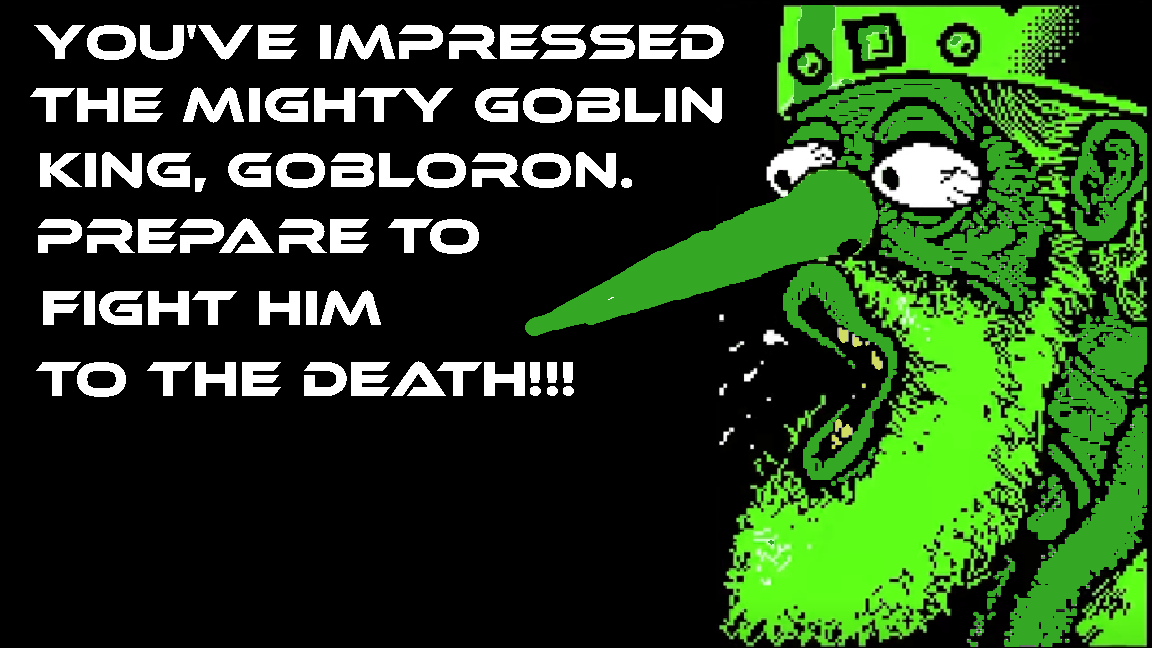 YOU'VE IMPRESSED
THE MIGHTY GOBLIN
KING, GOBLORON.
PREPARE TO
FIGHT HIM
TO THE DEATH!!!